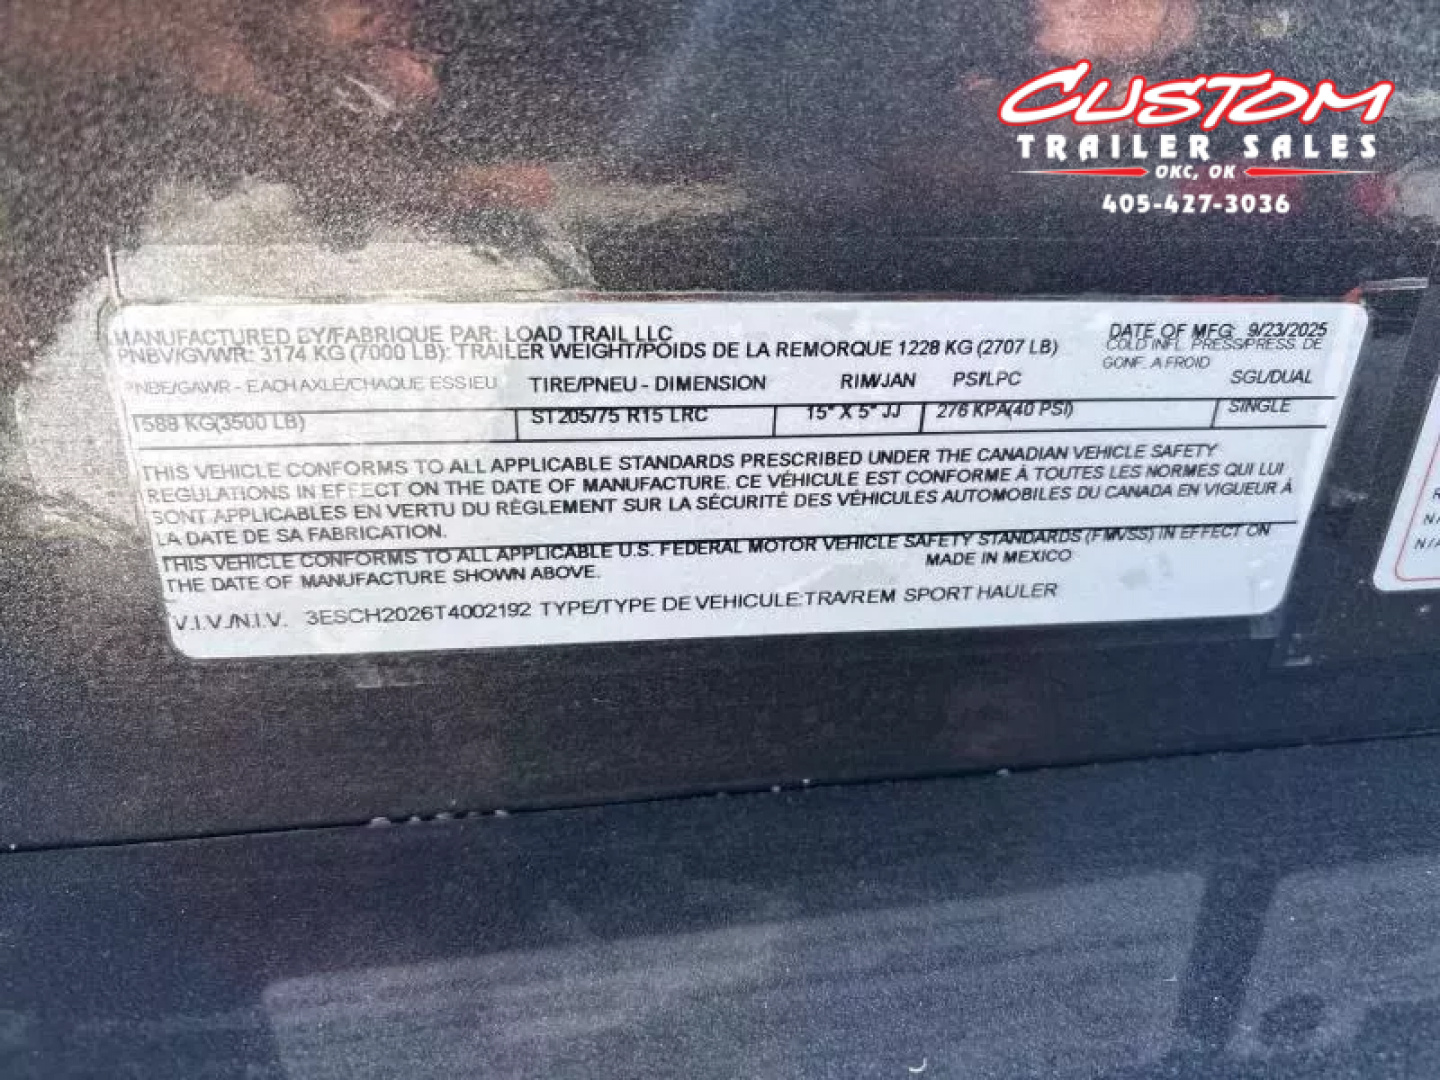 CUSTOM
TRAILER SALES
OKC, OK
405-427-3036
MANUFACTURED BY/FABRIQUE PAR: LOAD TRAIL LLC DATE OF MFG: 9/23/2025
PNBV/GVWR: 3174 KG (7000 LB): TRAILER WEIGHT/POIDS DE LA REMORQUE 1228 KG (2707 LB) COLD INFL. PRESS/PRESS. DE
GONF. A FROID
PNBE/GAWR - EACH AXLE/CHAQUE ESSIEU TIRE/PNEU - DIMENSION RIM/JAN PSI/LPC SGL/DUAL
1588 KG(3500 LB) ST205/75 R15 LRC 15" X 5" JJ 276 KPA(40 PSI) SINGLE
THIS VEHICLE CONFORMS TO ALL APPLICABLE STANDARDS PRESCRIBED UNDER THE CANADIAN VEHICLE SAFETY
REGULATIONS IN EFFECT ON THE DATE OF MANUFACTURE. CE VÉHICULE EST CONFORME À TOUTES LES NORMES QUI LUI
SONT APPLICABLES EN VERTU DU RÈGLEMENT SUR LA SÉCURITÉ DES VÉHICULES AUTOMOBILES DU CANADA EN VIGUEUR À
LA DATE DE SA FABRICATION.
THIS VEHICLE CONFORMS TO ALL APPLICABLE U.S. FEDERAL MOTOR VEHICLE SAFETY STANDARDS (FMVSS) IN EFFECT ON
THE DATE OF MANUFACTURE SHOWN ABOVE. MADE IN MEXICO
V.I.V./N.I.V. 3ESCH2026T4002192 TYPE/TYPE DE VEHICULE:TRA/REM SPORT HAULER